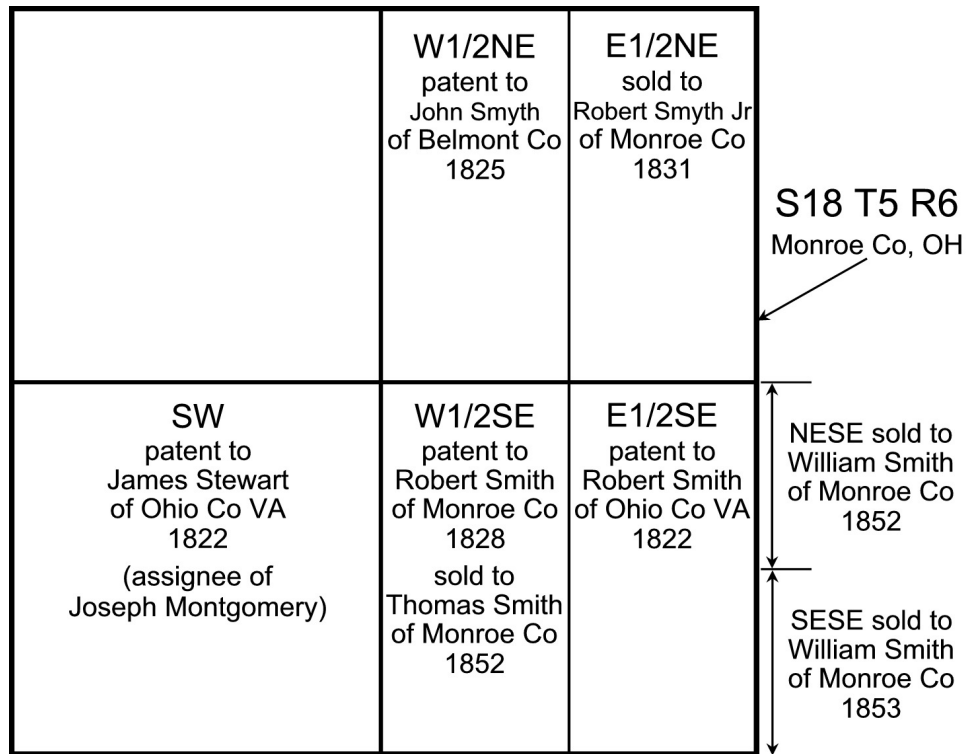 W1/2NE
patent to
John Smyth
of Belmont Co
1825
E1/2NE
sold to
Robert Smyth Jr
of Monroe Co
1831
S18 T5 R6
Monroe Co, OH
SW
patent to
James Stewart
of Ohio Co VA
1822
(assignee of
Joseph Montgomery)
W1/2SE
patent to
Robert Smith
of Monroe Co
1828
sold to
Thomas Smith
of Monroe Co
1852
E1/2SE
patent to
Robert Smith
of Ohio Co VA
1822
NESE sold to
William Smith
of Monroe Co
1852
SESE sold to
William Smith
of Monroe Co
1853